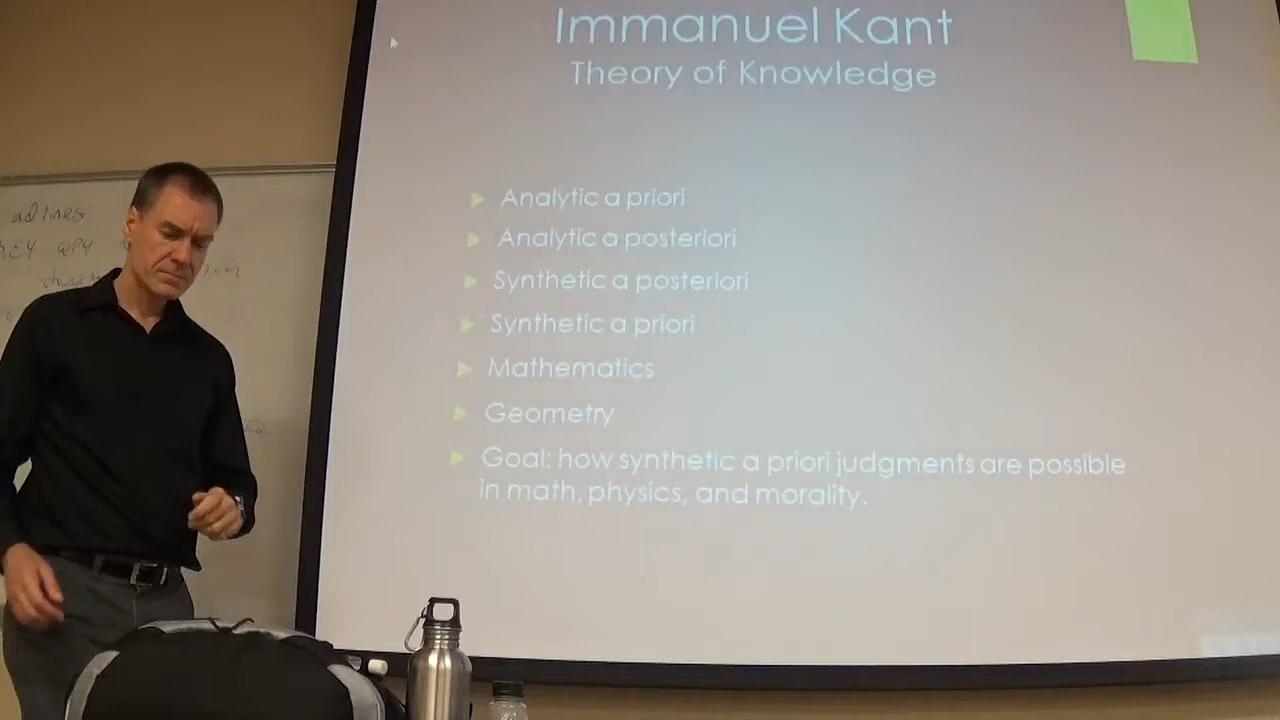 Immanuel Kant
Theory of Knowledge
Analytic a priori
Analytic a posteriori
Synthetic a posteriori
Synthetic a priori
Mathematics
Geometry
Goal: how synthetic a priori judgments are possible
in math, physics, and morality.